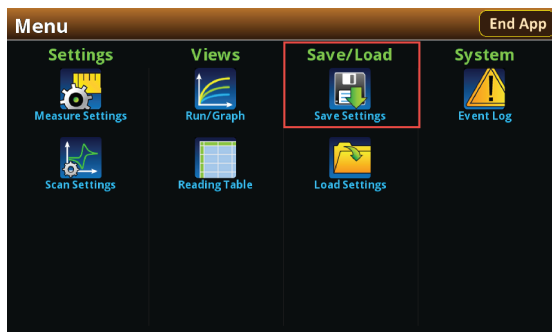 Menu
End App
Settings
Views
Save/Load
System
Measure Settings
Run/Graph
Save Settings
Event Log
Scan Settings
Reading Table
Load Settings